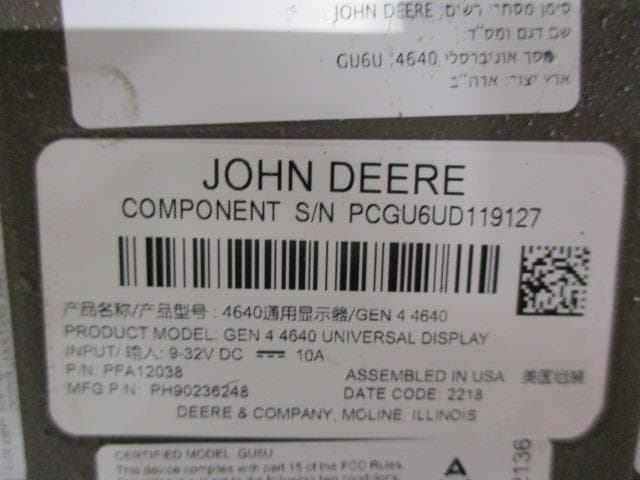 סימן מסחרי רשום: JOHN DEERE
שם דגם ומס"ד:
מסך אוניברסלי 4640, GU6U
ארץ יצור: ארה"ב
JOHN DEERE
COMPONENT S/N PCGU6UD119127
产品名称/产品型号：4640通用显示器/GEN 4 4640
PRODUCT MODEL: GEN 4 4640 UNIVERSAL DISPLAY
INPUT/ 输入: 9-32V DC 10A
P/N: PFA12038 ASSEMBLED IN USA 美国组装
MFG P/N: PH90236248 DATE CODE: 2218
DEERE & COMPANY, MOLINE, ILLINOIS
CERTIFIED MODEL: GU6U
This device complies with part 15 of the FCC Rules.
2136